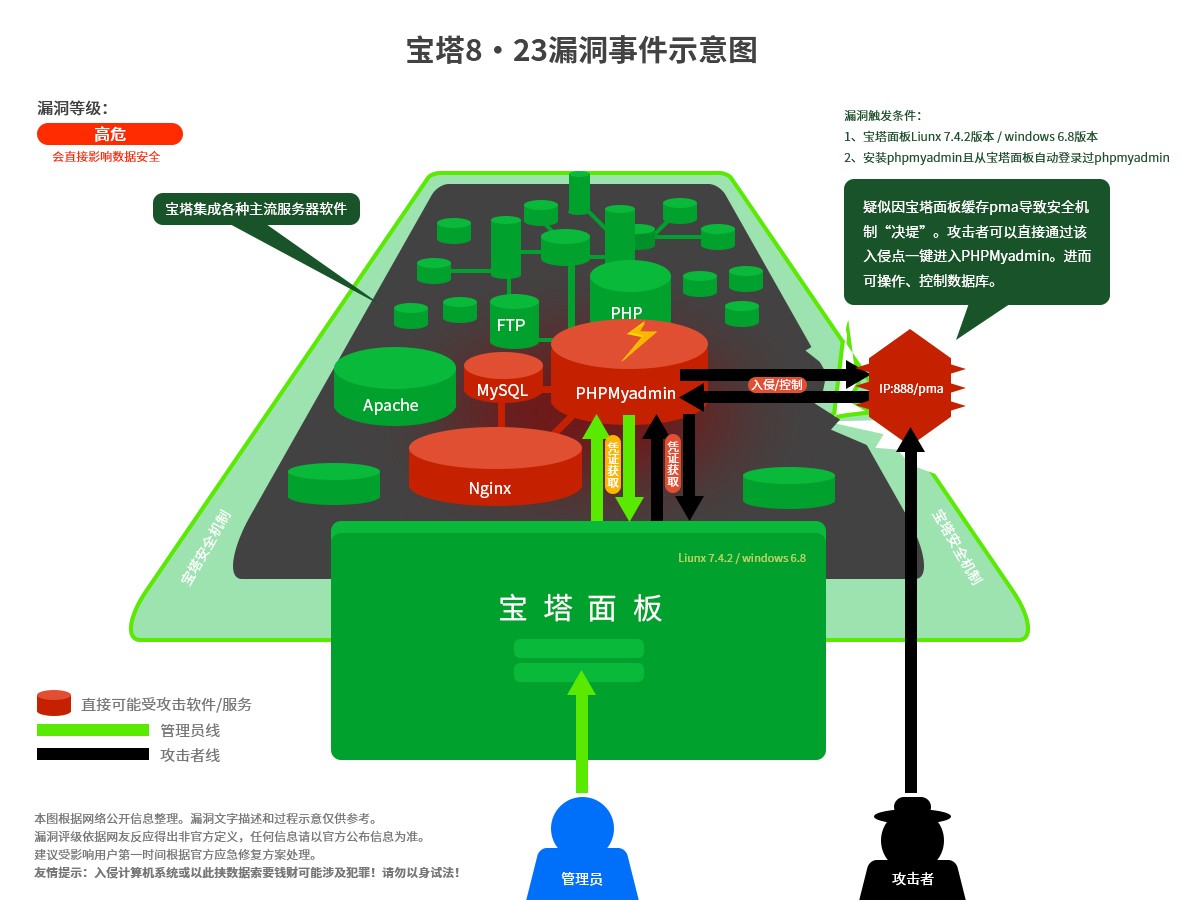 宝塔8·23漏洞事件示意图
漏洞等级：
高危
会直接影响数据安全
漏洞触发条件：
1、宝塔面板Liunx 7.4.2版本 / windows 6.8版本
2、安装phpmyadmin且从宝塔面板自动登录过phpmyadmin
宝塔集成各种主流服务器软件
疑似因宝塔面板缓存pma导致安全机
制“决堤”。攻击者可以直接通过该
入侵点一键进入PHPMyadmin。进而
可操作、控制数据库。
PHP
FTP
MySQL
PHPMyadmin
Apache
Nginx
入侵/控制
IP:888/pma
凭证获取
凭证获取
宝塔安全机制
宝塔安全机制
Liunx 7.4.2 / windows 6.8
宝塔面板
直接可能受攻击软件/服务
管理员线
攻击者线
本图根据网络公开信息整理。漏洞文字描述和过程示意仅供参考。
漏洞评级依据网友反应得出非官方定义，任何信息请以官方公布信息为准。
建议受影响用户第一时间根据官方应急修复方案处理。
友情提示：入侵计算机系统或以此挟数据索要钱财可能涉及犯罪！请勿以身试法！
管理员
攻击者